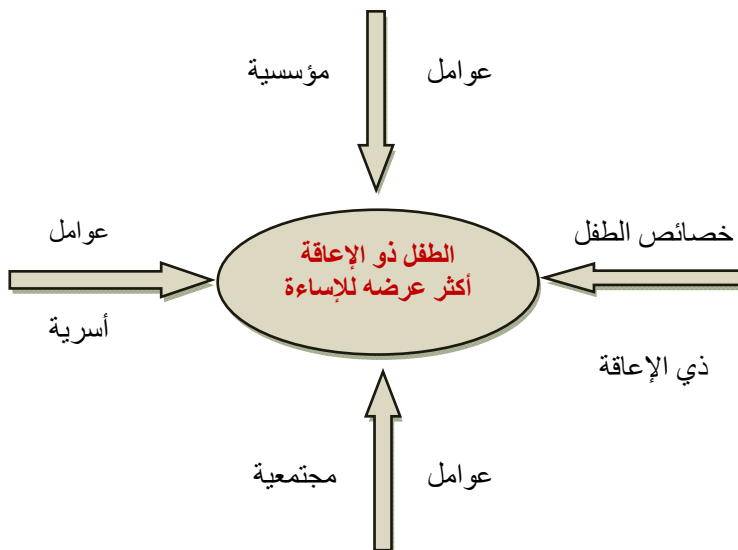 عوامل مؤسسية
الطفل ذو الإعاقة
أكثر عرضه للإساءة
خصائص الطفل
ذي الإعاقة
عوامل
أسرية
عوامل مجتمعية